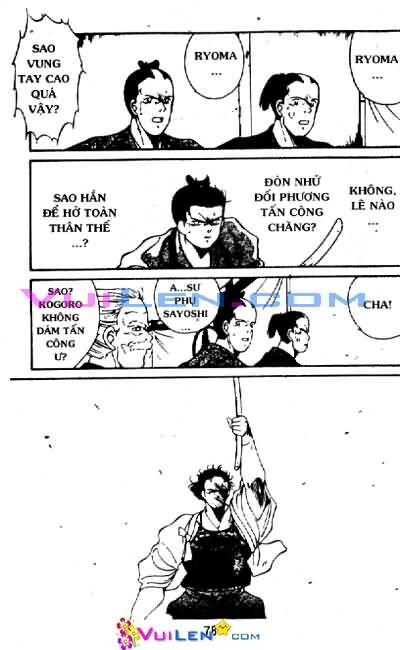 SAO
VUNG
TAY CAO
QUÁ
VẬY?
RYOMA
...
RYOMA
...
SAO HẮN
ĐỂ HỞ TOÀN
THÂN THẾ
...?
ĐÒN NHỬ
ĐỐI PHƯƠNG
TẤN CÔNG
CHĂNG?
KHÔNG,
LẼ NÀO
...
SAO?
KOGORO
KHÔNG
DÁM TẤN
CÔNG
Ư?
A...SƯ
PHỤ
SAYOSHI
...
CHA!
VUILEN.COM
78
VUILEN.COM